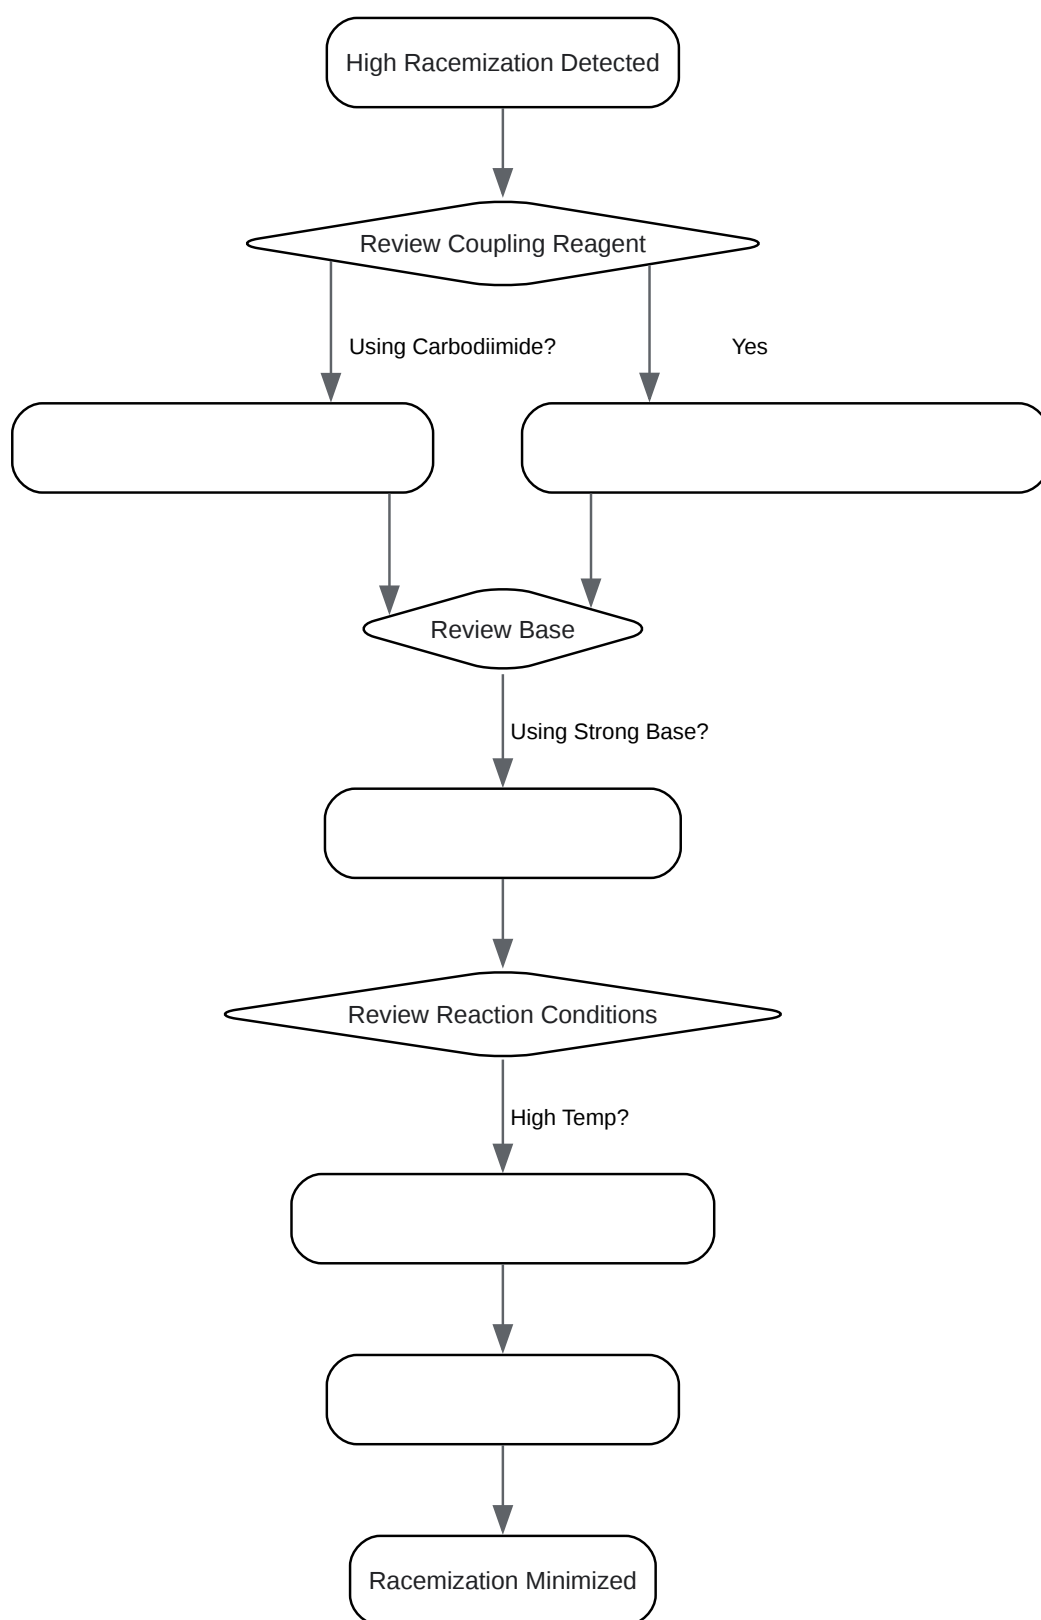 High Racemization Detected
Review Coupling Reagent
Using Carbodiimide?
Yes
Review Base
Using Strong Base?
Review Reaction Conditions
High Temp?
Racemization Minimized